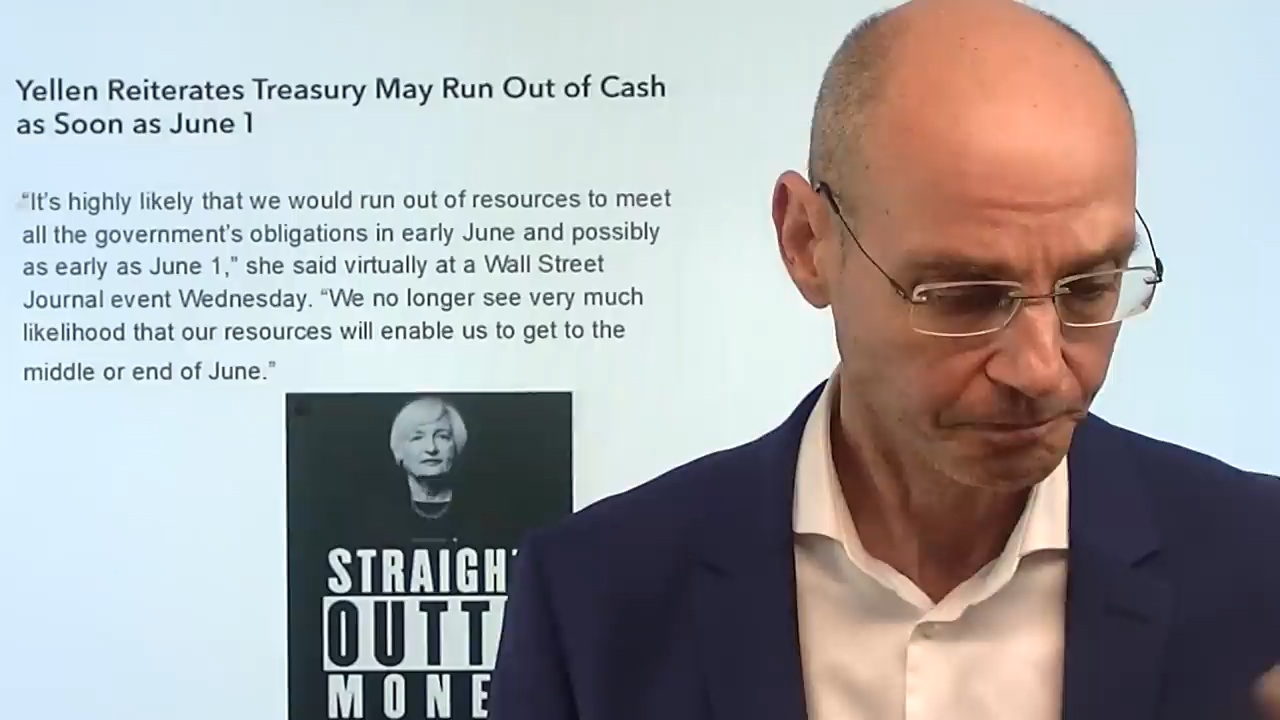 Yellen Reiterates Treasury May Run Out of Cash
as Soon as June 1
“It’s highly likely that we would run out of resources to meet
all the government’s obligations in early June and possibly
as early as June 1,” she said virtually at a Wall Street
Journal event Wednesday. “We no longer see very much
likelihood that our resources will enable us to get to the
middle or end of June.”
STRAIGH
OUTT
MONE